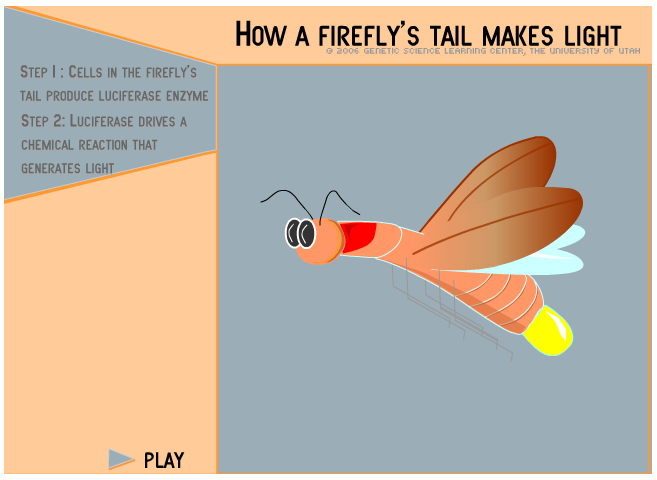 How a firefly's tail makes light
© 2006 Genetic Science Learning Center, The University of Utah
Step 1: Cells in the firefly's
tail produce luciferase enzyme
Step 2: Luciferase drives a
chemical reaction that
generates light
PLAY